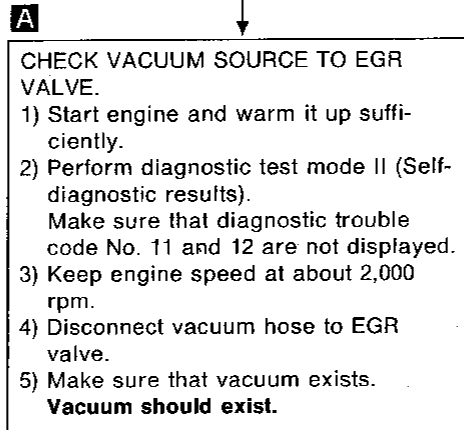 A
CHECK VACUUM SOURCE TO EGR
VALVE.
1) Start engine and warm it up suffi-
ciently.
2) Perform diagnostic test mode II (Self-
diagnostic results).
Make sure that diagnostic trouble
code No. 11 and 12 are not displayed.
3) Keep engine speed at about 2,000
rpm.
4) Disconnect vacuum hose to EGR
valve.
5) Make sure that vacuum exists.
Vacuum should exist.